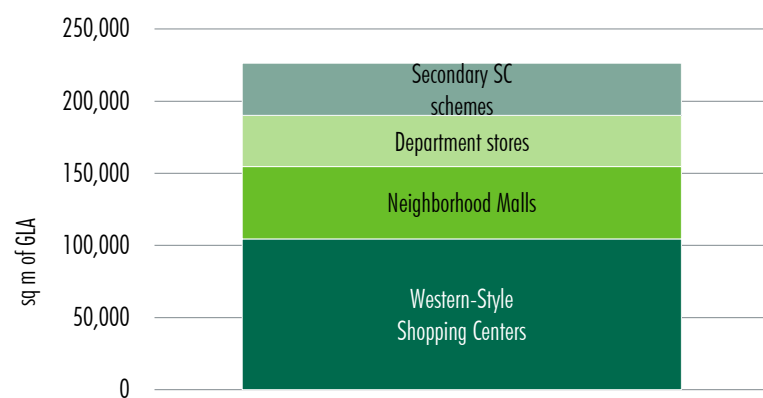 250,000
200,000
150,000
100,000
50,000
0
sq m of GLA
Secondary SC
schemes
Department stores
Neighborhood Malls
Western-Style
Shopping Centers